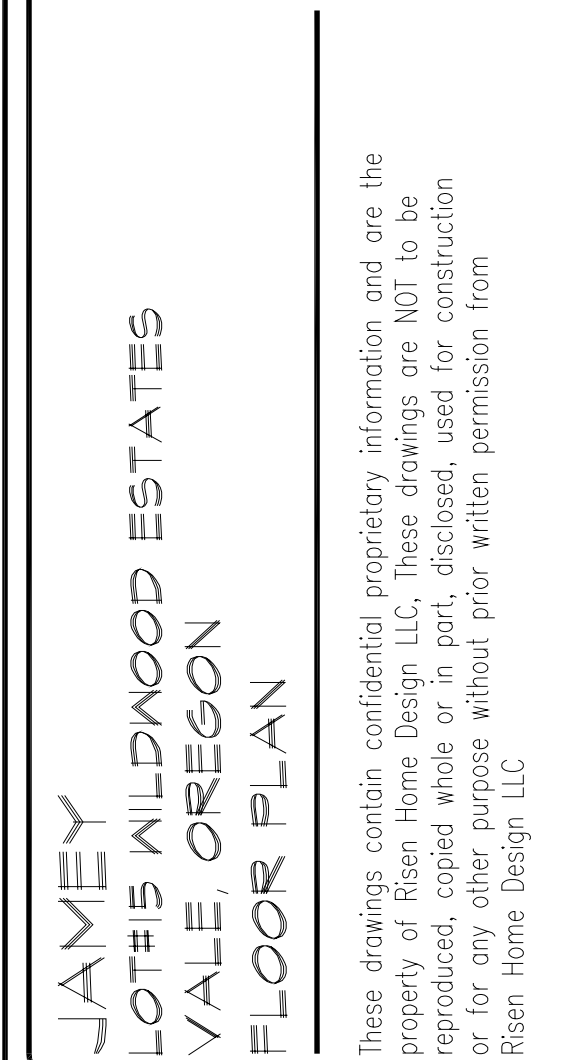 JAMEY
LOT#15 WILDWOOD ESTATES
VALE, OREGON
FLOOR PLAN
These drawings contain confidential proprietary information and are the
property of Risen Home Design LLC, These drawings are NOT to be
reproduced, copied whole or in part, disclosed, used for construction
or for any other purpose without prior written permission from
Risen Home Design LLC